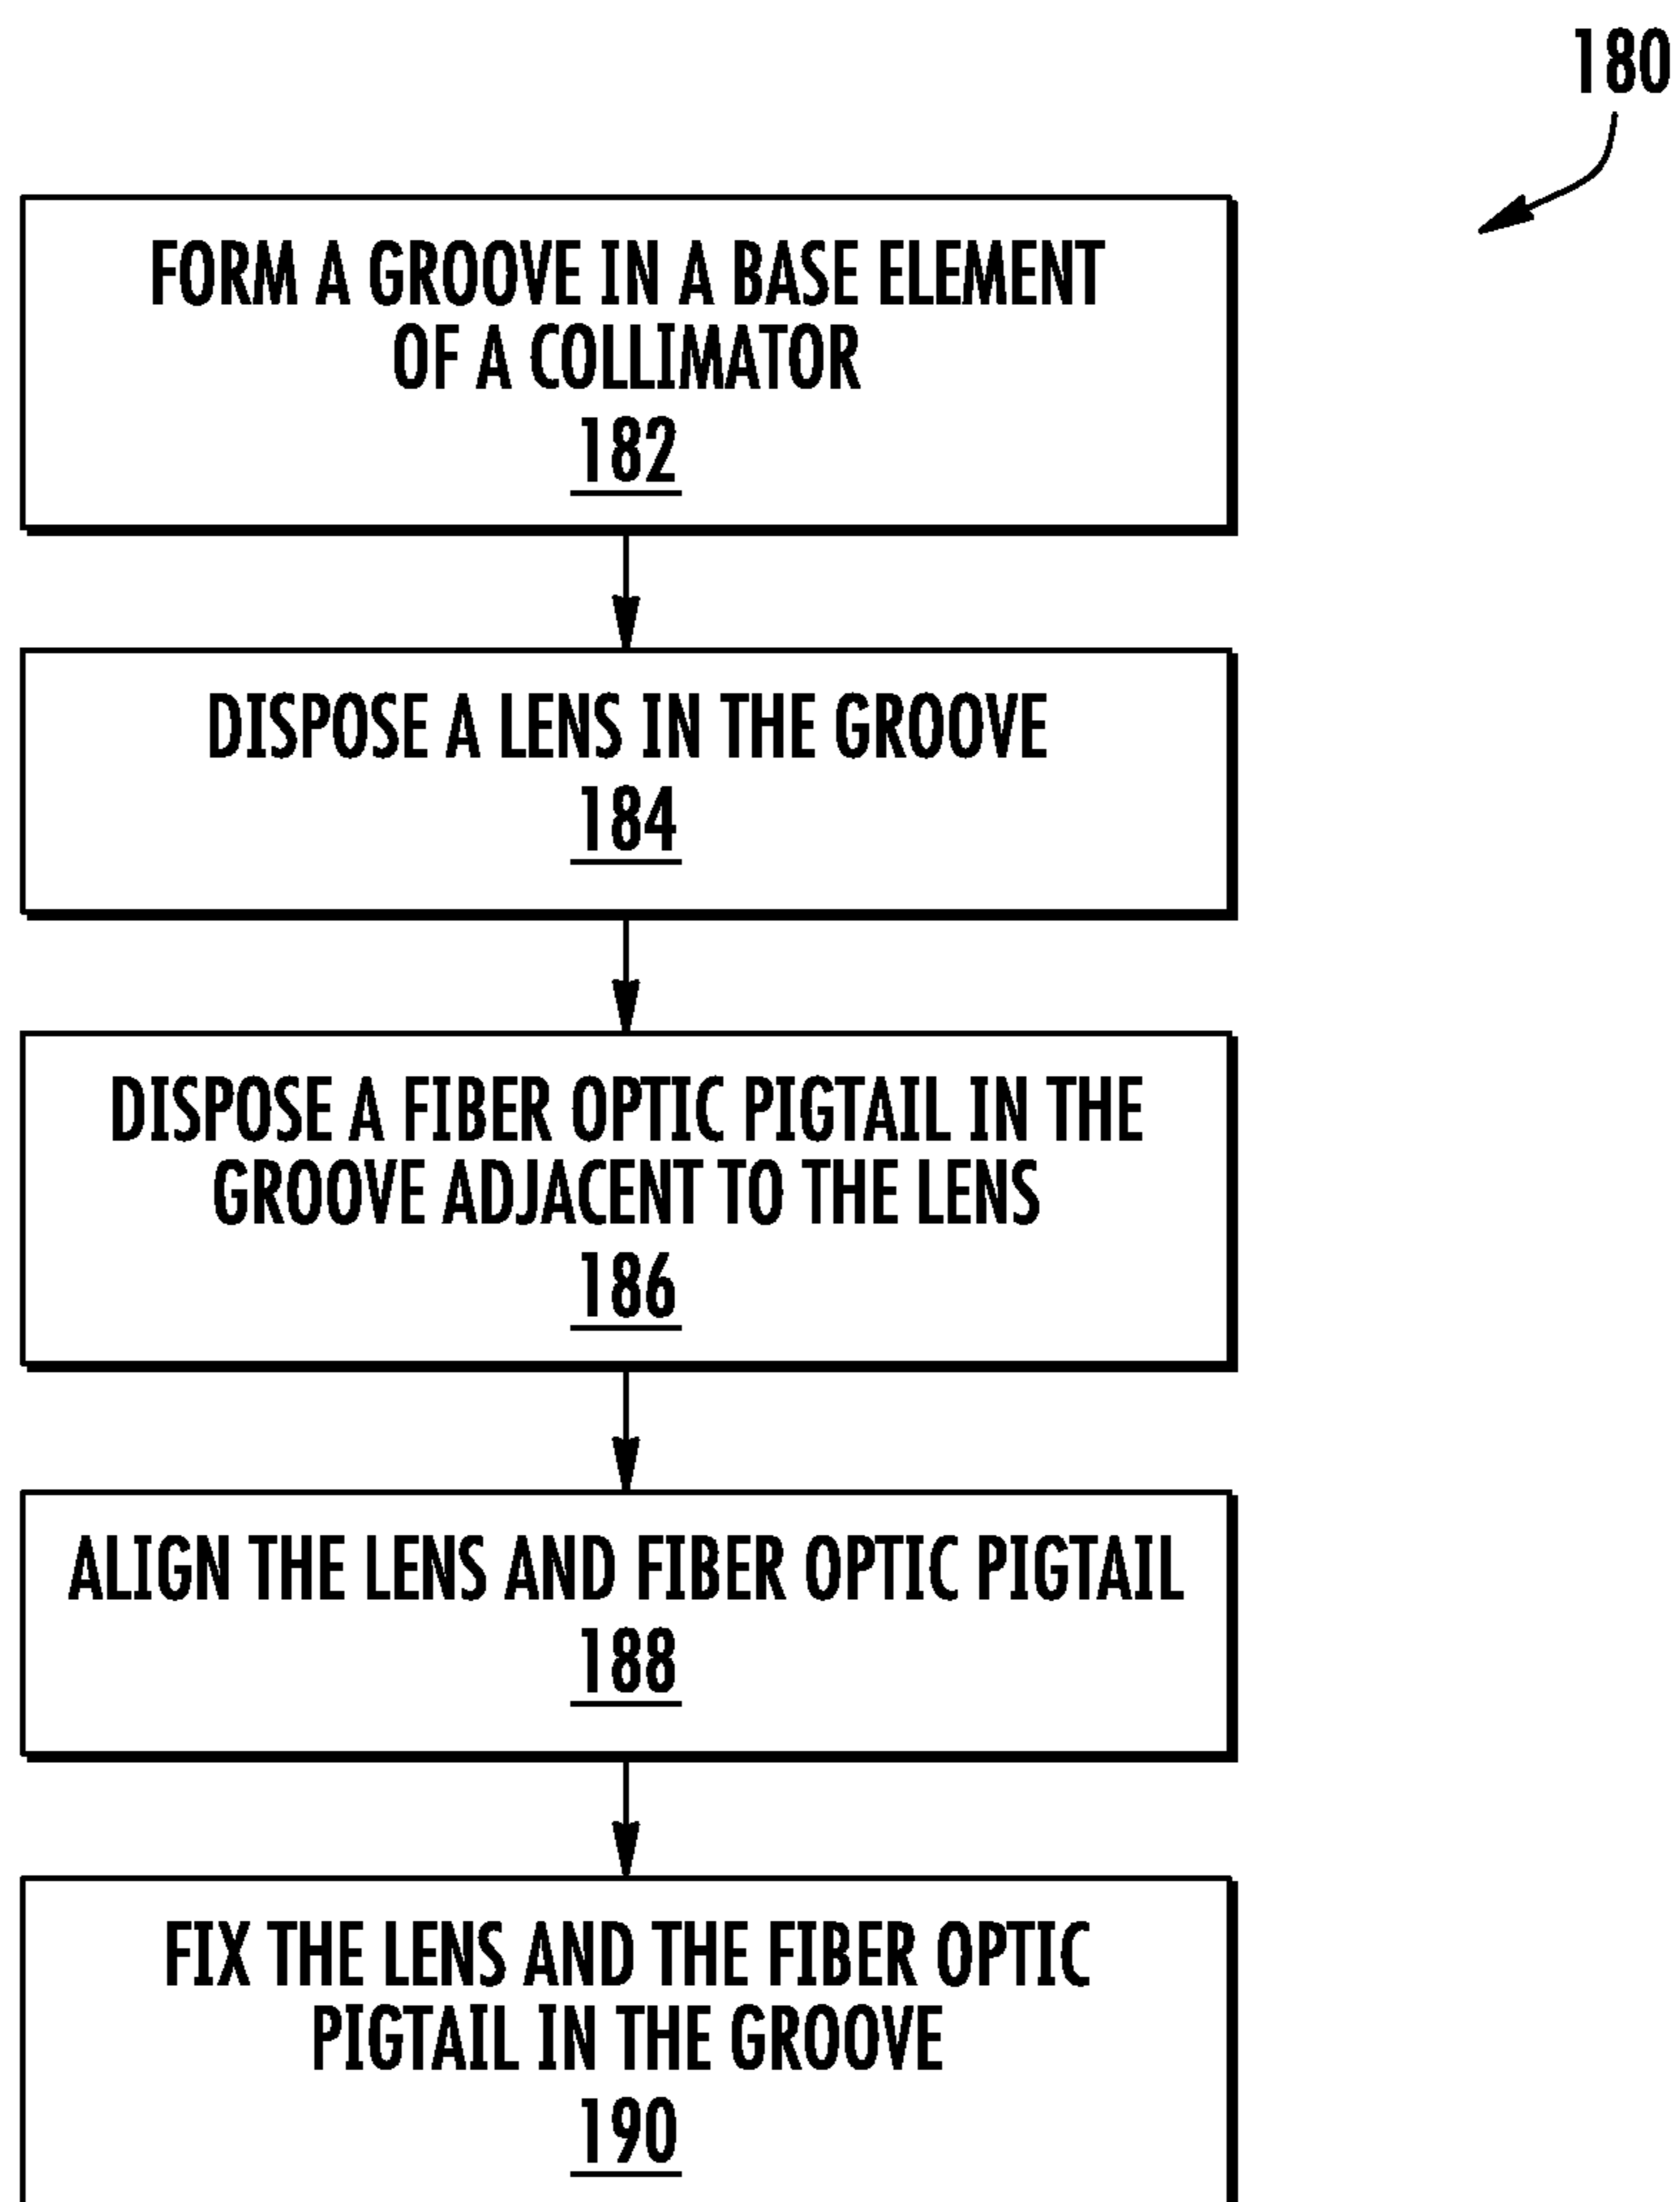 180
FORM A GROOVE IN A BASE ELEMENT
OF A COLLIMATOR
182
DISPOSE A LENS IN THE GROOVE
184
DISPOSE A FIBER OPTIC PIGTAIL IN THE
GROOVE ADJACENT TO THE LENS
186
ALIGN THE LENS AND FIBER OPTIC PIGTAIL
188
FIX THE LENS AND THE FIBER OPTIC
PIGTAIL IN THE GROOVE
190